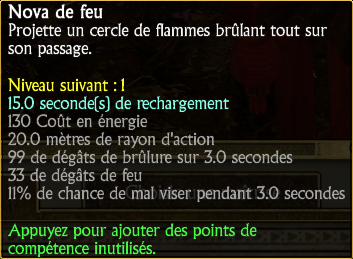 Nova de feu
Projette un cercle de flammes brûlant tout sur
son passage.
Niveau suivant : 1
15.0 seconde(s) de rechargement
130 Coût en énergie
20.0 mètres de rayon d'action
99 de dégâts de brûlure sur 3.0 secondes
33 de dégâts de feu
11% de chance de mal viser pendant 3.0 secondes
Appuyez pour ajouter des points de
compétence inutilisés.